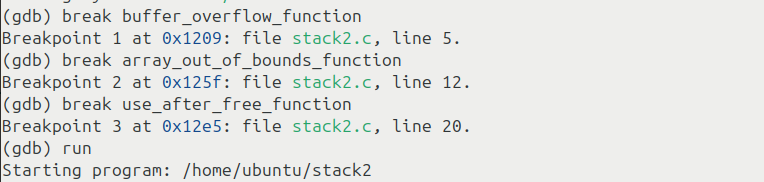 (gdb) break buffer_overflow_function
Breakpoint 1 at 0x1209: file stack2.c, line 5.
(gdb) break array_out_of_bounds_function
Breakpoint 2 at 0x125f: file stack2.c, line 12.
(gdb) break use_after_free_function
Breakpoint 3 at 0x12e5: file stack2.c, line 20.
(gdb) run
Starting program: /home/ubuntu/stack2